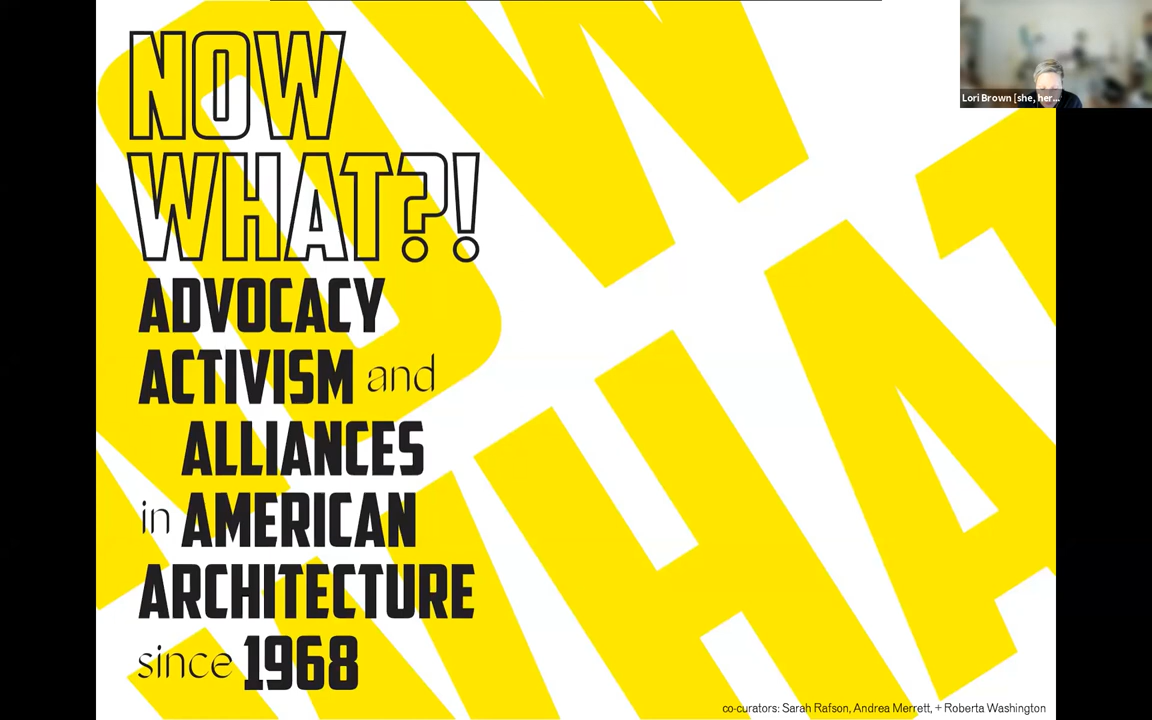 NOW
WHAT?!
ADVOCACY
ACTIVISM and
ALLIANCES
in AMERICAN
ARCHITECTURE
since 1968
Lori Brown [she, her...
co-curators: Sarah Rafson, Andrea Merrett, + Roberta Washington